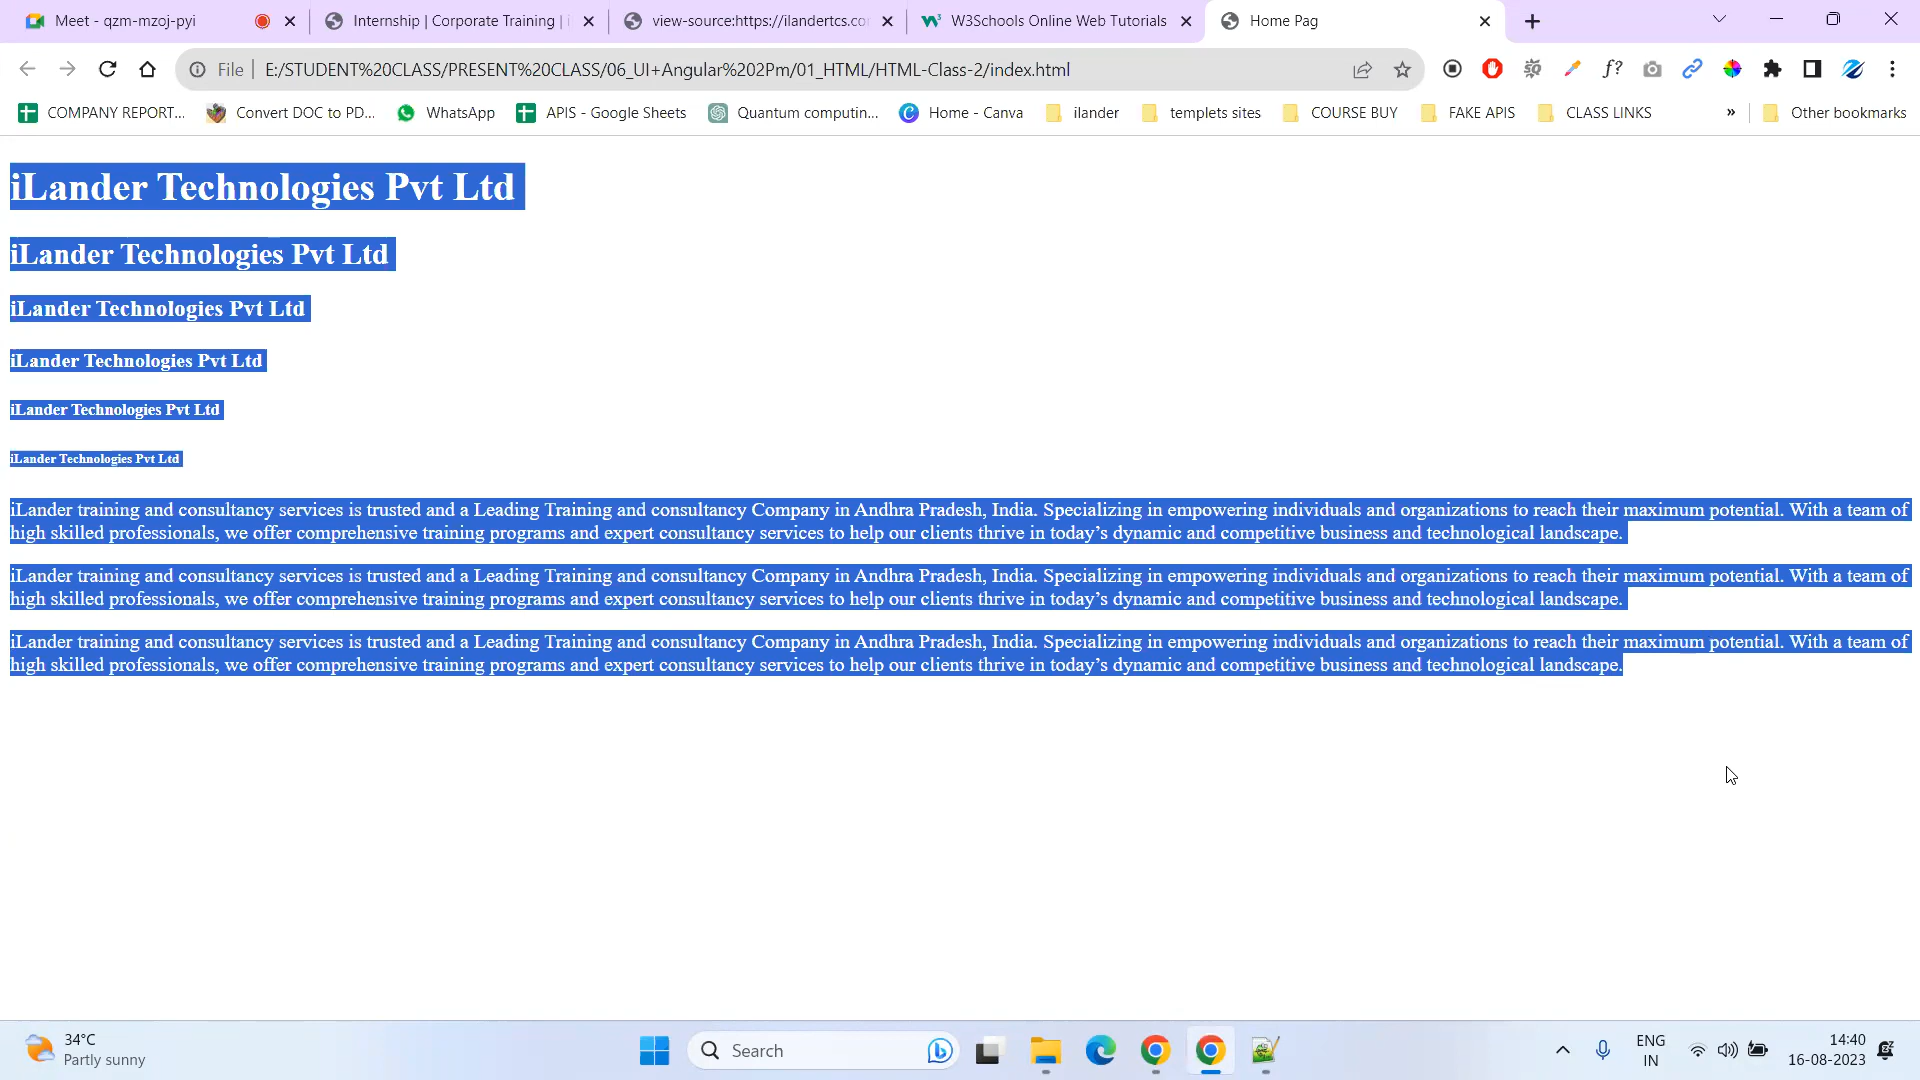 Meet - qzm-mzoj-pyi
Internship | Corporate Training | i
view-source:https://ilandertcs.co
W3Schools Online Web Tutorials
Home Pag
File
E:/STUDENT%20CLASS/PRESENT%20CLASS/06_UI+Angular%202Pm/01_HTML/HTML-Class-2/index.html
f?
COMPANY REPORT...
Convert DOC to PD...
WhatsApp
APIS - Google Sheets
Quantum computin...
Home - Canva
ilander
templets sites
COURSE BUY
FAKE APIS
CLASS LINKS
»
Other bookmarks
iLander Technologies Pvt Ltd
iLander Technologies Pvt Ltd
iLander Technologies Pvt Ltd
iLander Technologies Pvt Ltd
iLander Technologies Pvt Ltd
iLander Technologies Pvt Ltd
iLander training and consultancy services is trusted and a Leading Training and consultancy Company in Andhra Pradesh, India. Specializing in empowering individuals and organizations to reach their maximum potential. With a team of
high skilled professionals, we offer comprehensive training programs and expert consultancy services to help our clients thrive in today’s dynamic and competitive business and technological landscape.
iLander training and consultancy services is trusted and a Leading Training and consultancy Company in Andhra Pradesh, India. Specializing in empowering individuals and organizations to reach their maximum potential. With a team of
high skilled professionals, we offer comprehensive training programs and expert consultancy services to help our clients thrive in today’s dynamic and competitive business and technological landscape.
iLander training and consultancy services is trusted and a Leading Training and consultancy Company in Andhra Pradesh, India. Specializing in empowering individuals and organizations to reach their maximum potential. With a team of
high skilled professionals, we offer comprehensive training programs and expert consultancy services to help our clients thrive in today’s dynamic and competitive business and technological landscape.
34°C
Partly sunny
Search
ENG
IN
14:40
16-08-2023